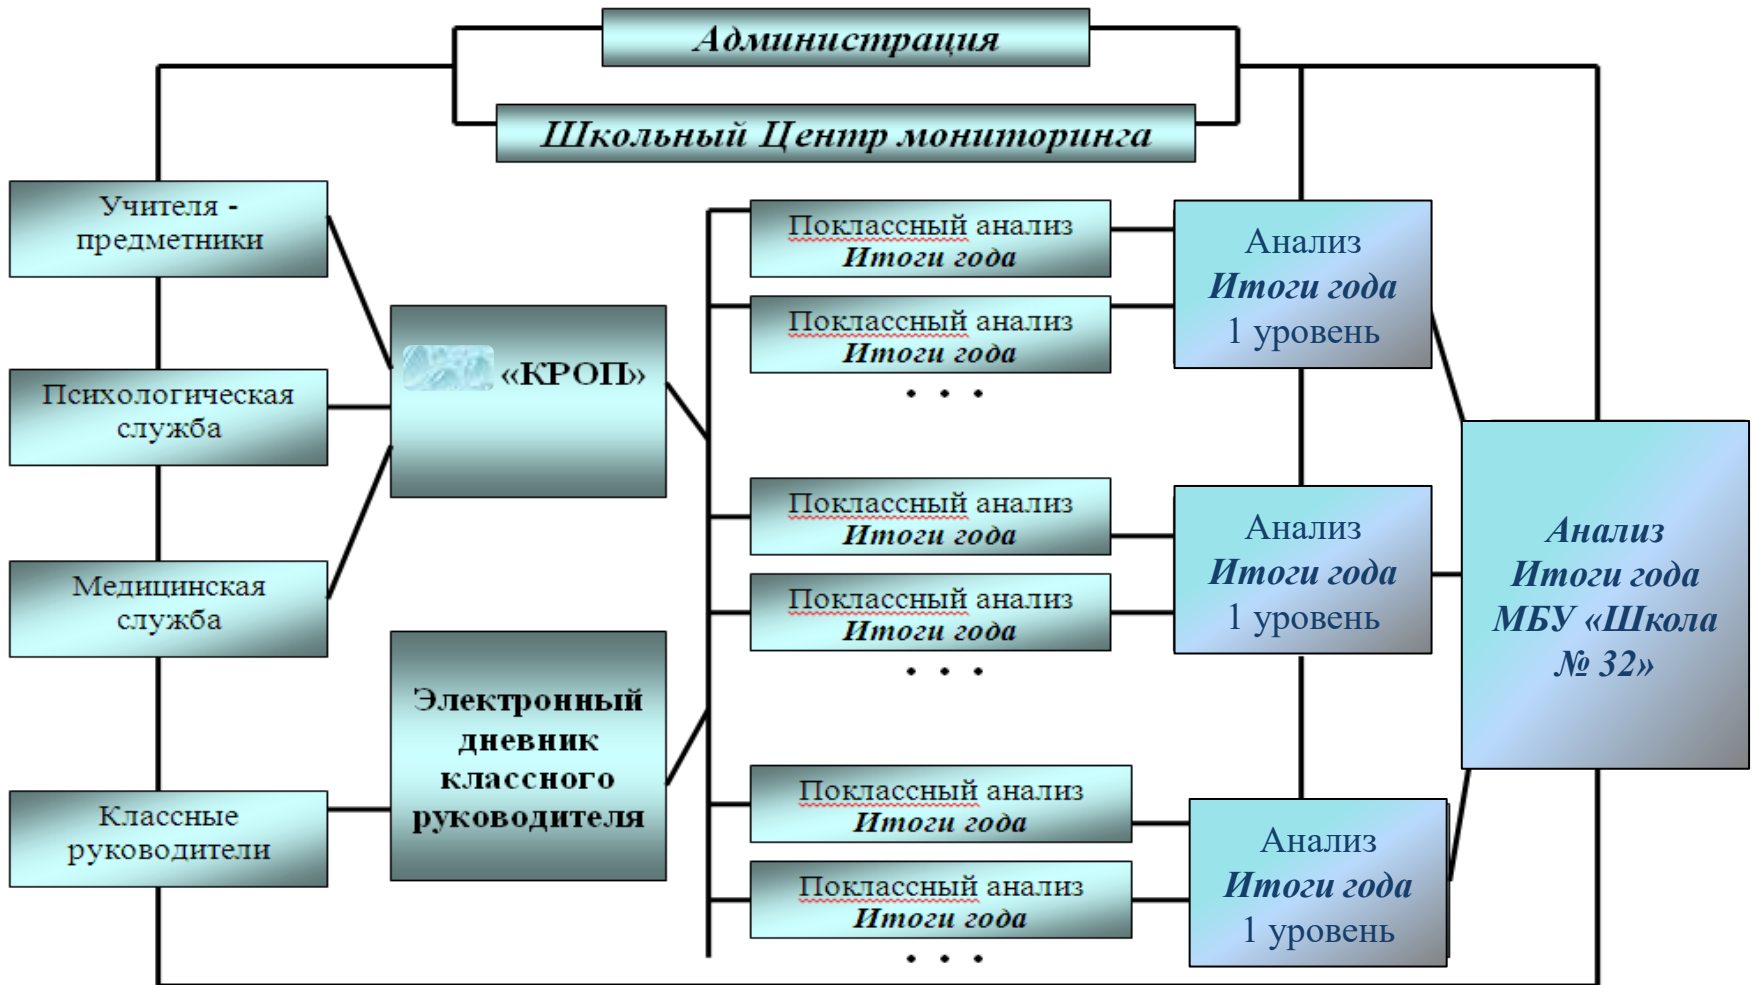 Администрация
Школьный Центр мониторинга
Учителя -
предметники
Психологическая
служба
Медицинская
служба
Классные
руководители
«КРОП»
Электронный
дневник
классного
руководителя
Поклассный анализ
Итоги года
Поклассный анализ
Итоги года
. . .
Поклассный анализ
Итоги года
Поклассный анализ
Итоги года
. . .
Поклассный анализ
Итоги года
Поклассный анализ
Итоги года
. . .
Анализ
Итоги года
1 уровень
Анализ
Итоги года
1 уровень
Анализ
Итоги года
1 уровень
Анализ
Итоги года
МБУ «Школа
№ 32»